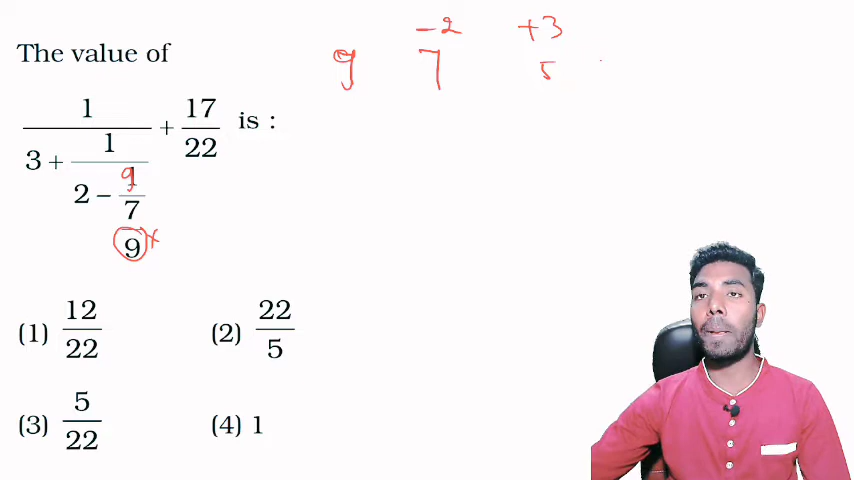 -2 +3
The value of
9 7 5
1
3 + 1
2 - 1
7
9
+ 17
22 is :
9
x
(1) 12
22
(2) 22
5
(3) 5
22
(4) 1